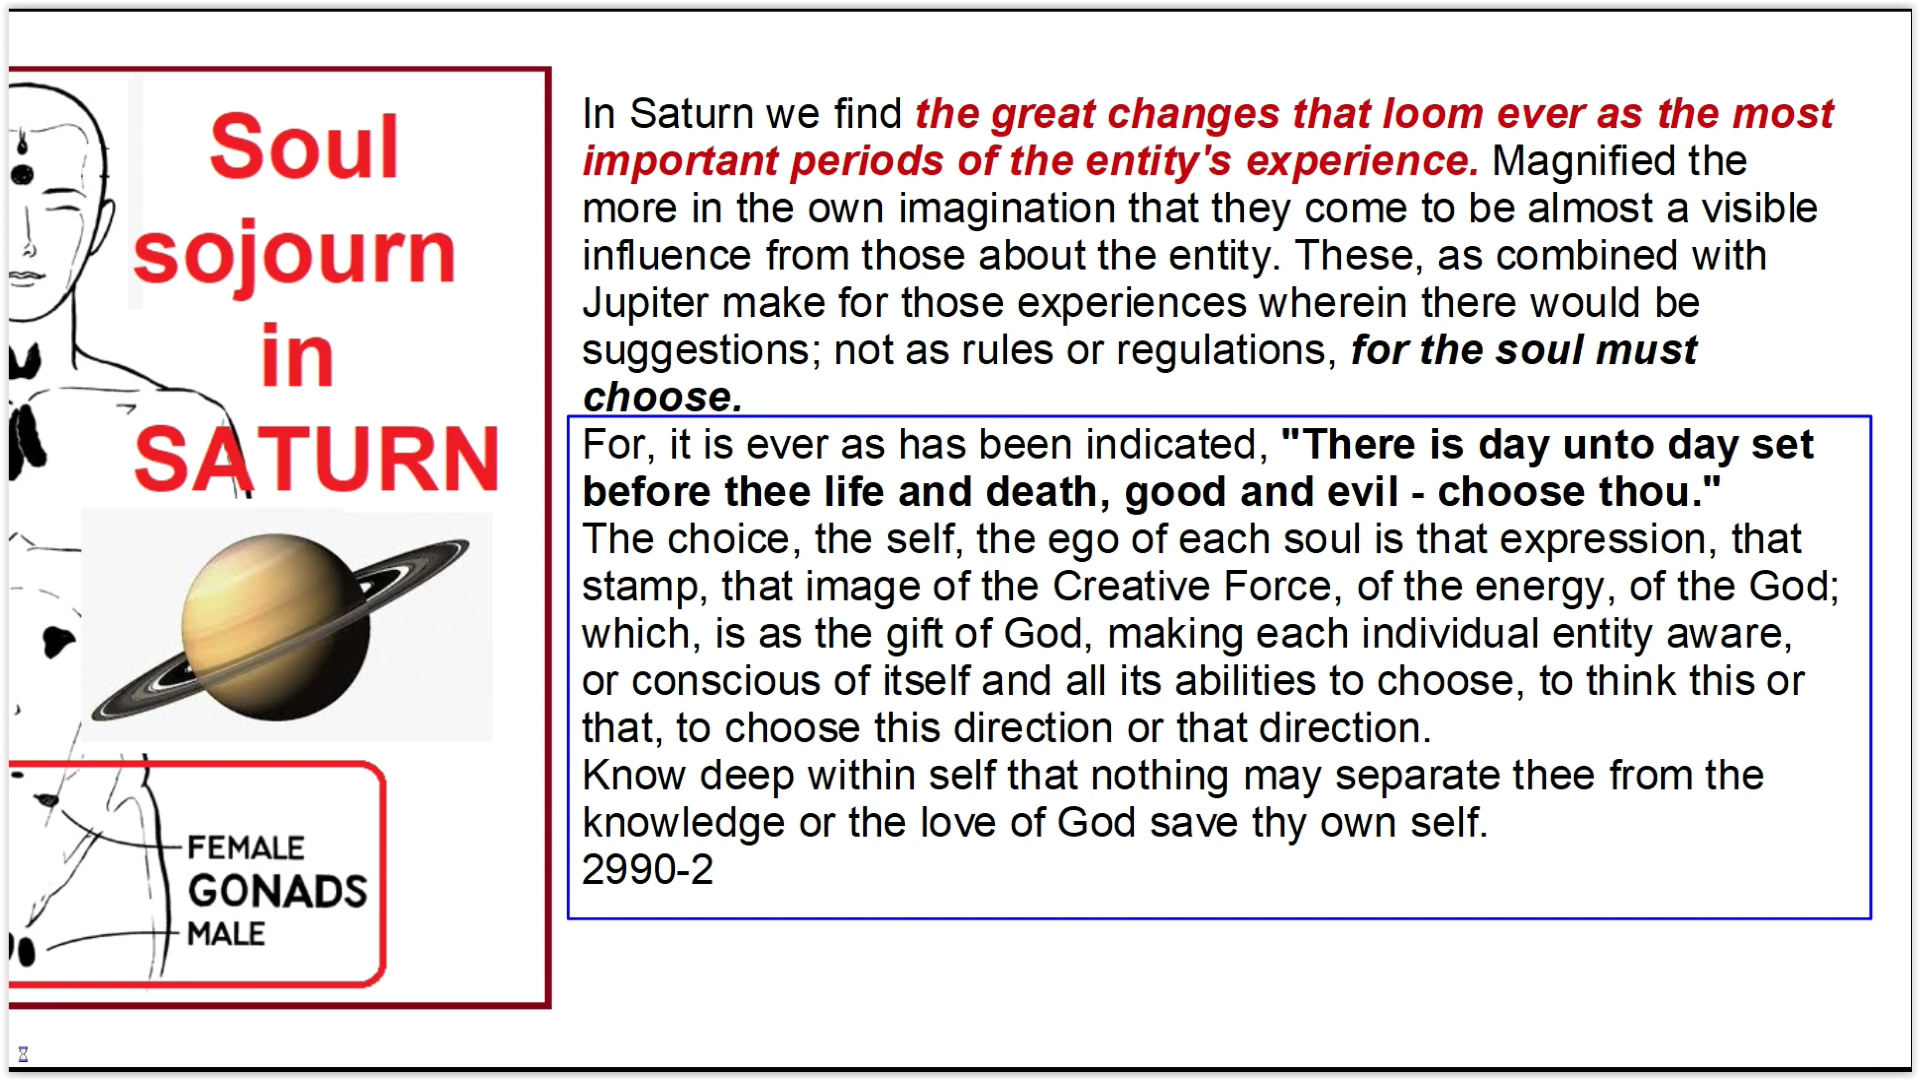 Soul
sojourn
in
SATURN
FEMALE
GONADS
MALE
In Saturn we find the great changes that loom ever as the most
important periods of the entity's experience. Magnified the
more in the own imagination that they come to be almost a visible
influence from those about the entity. These, as combined with
Jupiter make for those experiences wherein there would be
suggestions; not as rules or regulations, for the soul must
choose.
For, it is ever as has been indicated, "There is day unto day set
before thee life and death, good and evil - choose thou."
The choice, the self, the ego of each soul is that expression, that
stamp, that image of the Creative Force, of the energy, of the God;
which, is as the gift of God, making each individual entity aware,
or conscious of itself and all its abilities to choose, to think this or
that, to choose this direction or that direction.
Know deep within self that nothing may separate thee from the
knowledge or the love of God save thy own self.
2990-2